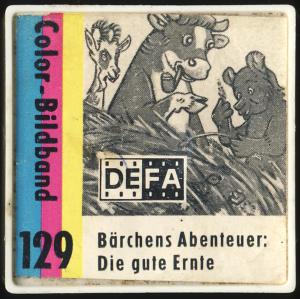 Color-Bildband
DEFA
129
Bärchens Abenteuer:
Die gute Ernte